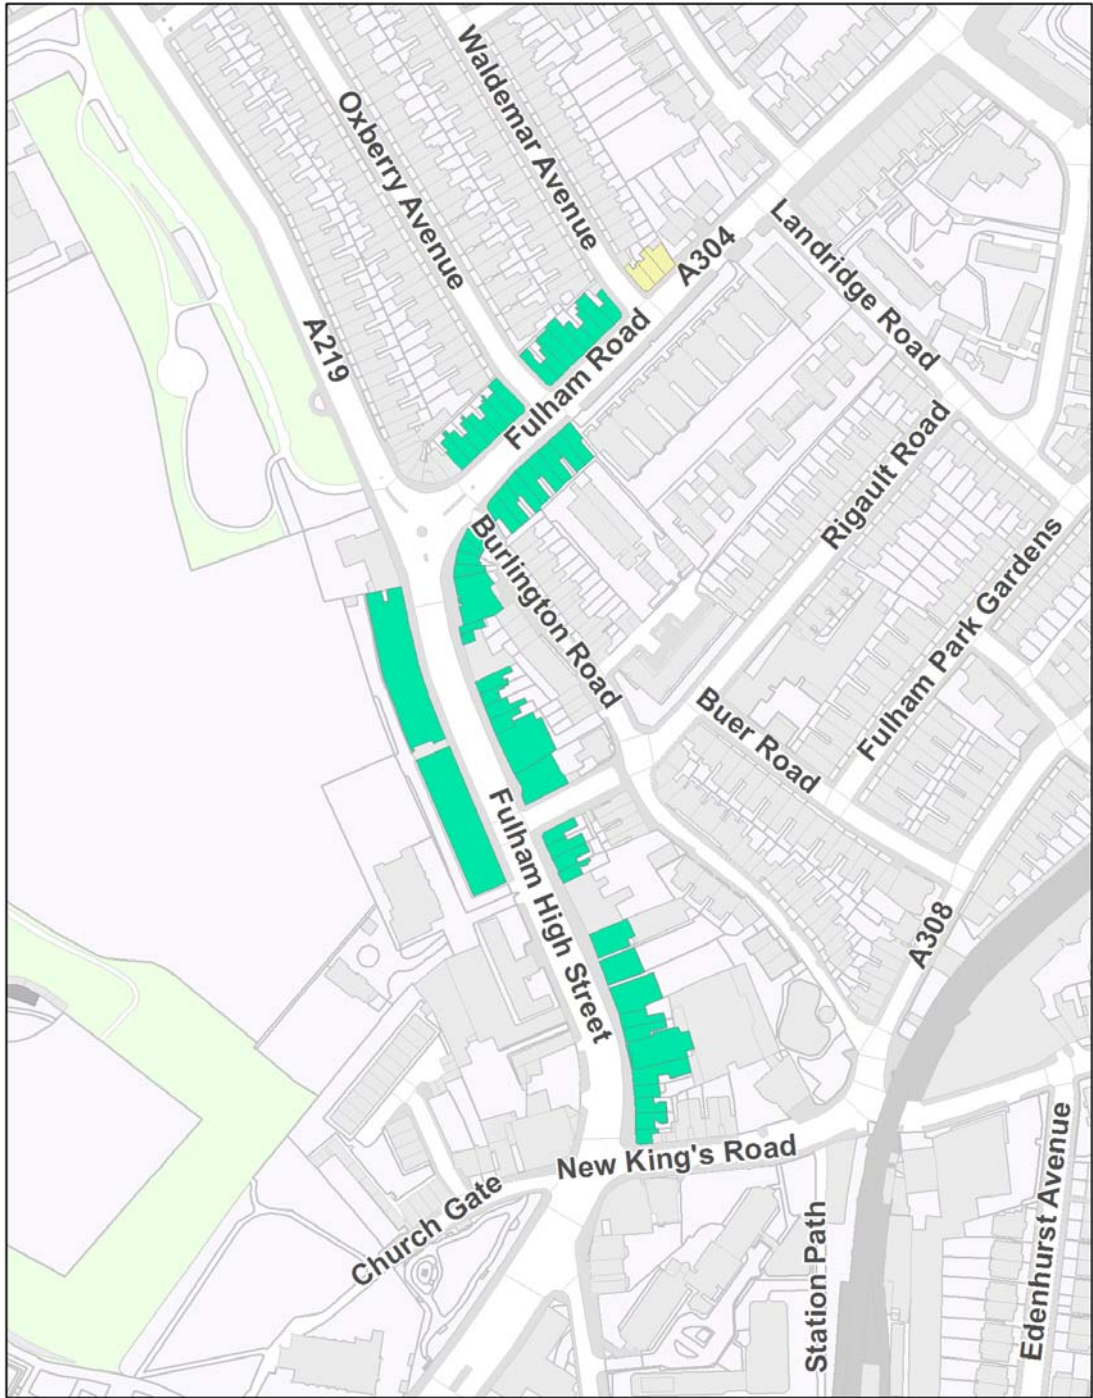 Waldemar Avenue
Oxberry Avenue
A304
Landridge Road
A219
Fulham Road
Rigault Road
Burlington Road
Fulham Park Gardens
Buer Road
Fulham High Street
A308
New King's Road
Church Gate
Station Path
Edenhurst Avenue